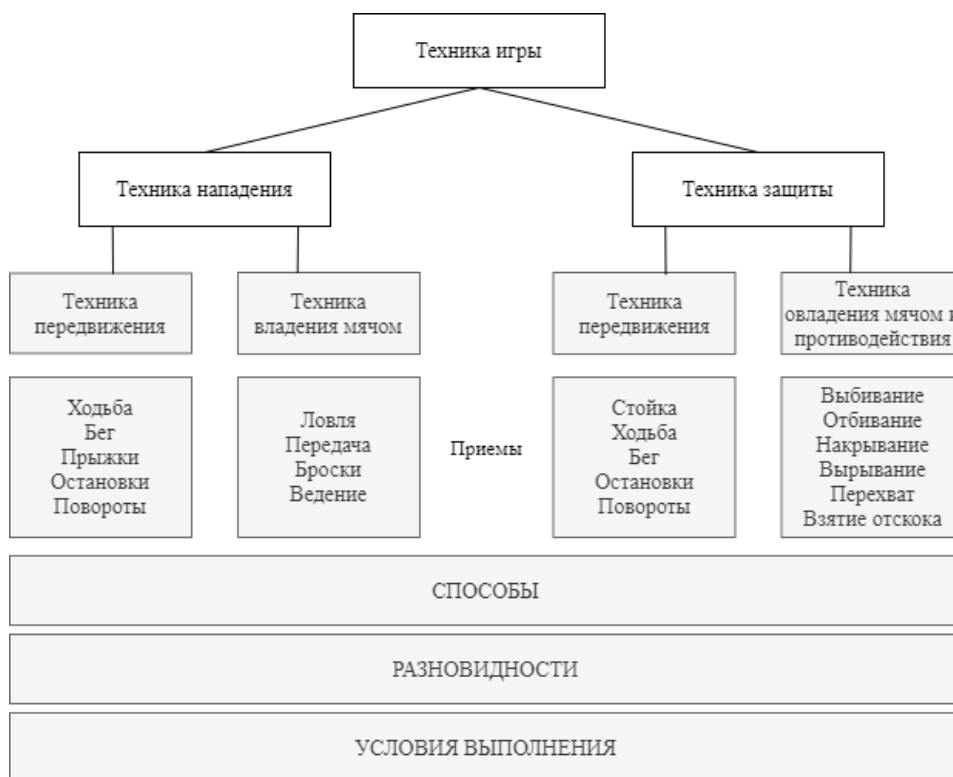 Техника игры
Техника нападения
Техника защиты
Техника
передвижения
Техника
владения мячом
Техника
передвижения
Техника
овладения мячом и
противодействия
Ходьба
Бег
Прыжки
Остановки
Повороты
Ловля
Передача
Броски
Ведение
Приемы
Стойка
Ходьба
Бег
Остановки
Повороты
Выбивание
Отбивание
Накрывание
Вырывание
Перехват
Взятие отскока
СПОСОБЫ
РАЗНОВИДНОСТИ
УСЛОВИЯ ВЫПОЛНЕНИЯ